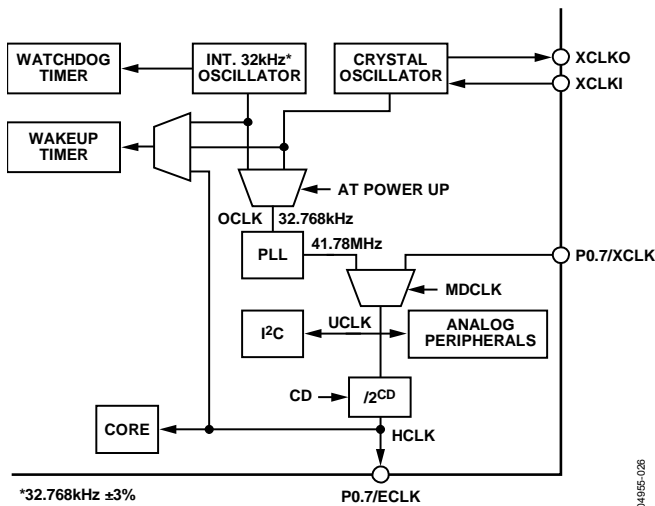 WATCHDOG
TIMER
INT. 32kHz*
OSCILLATOR
CRYSTAL
OSCILLATOR
XCLKO
XCLKI
WAKEUP
TIMER
AT POWER UP
OCLK
32.768kHz
PLL
41.78MHz
P0.7/XCLK
MDCLK
I²C
UCLK
ANALOG
PERIPHERALS
CD
/2ᶜᴰ
CORE
HCLK
*32.768kHz ±3%
P0.7/ECLK
04955-026